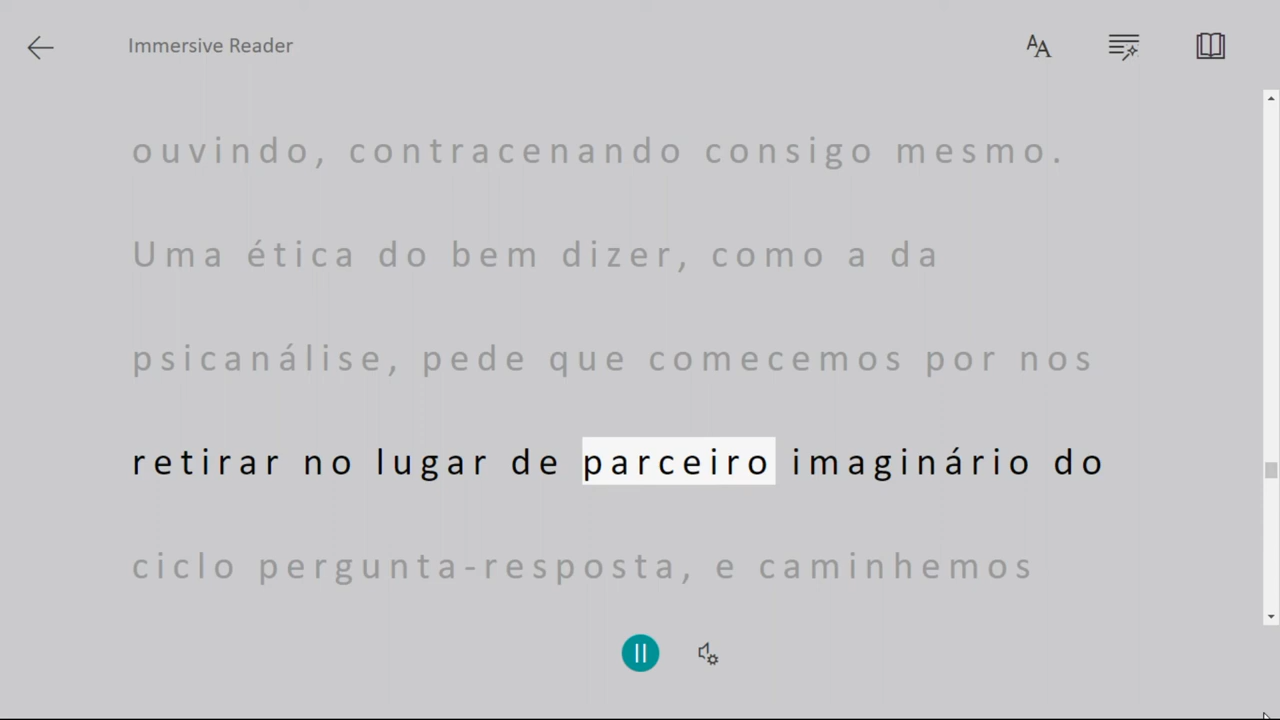 Immersive Reader
ouvindo, contracenando consigo mesmo.
Uma ética do bem dizer, como a da
psicanálise, pede que comecemos por nos
retirar no lugar de parceiro imaginário do
ciclo pergunta-resposta, e caminhemos